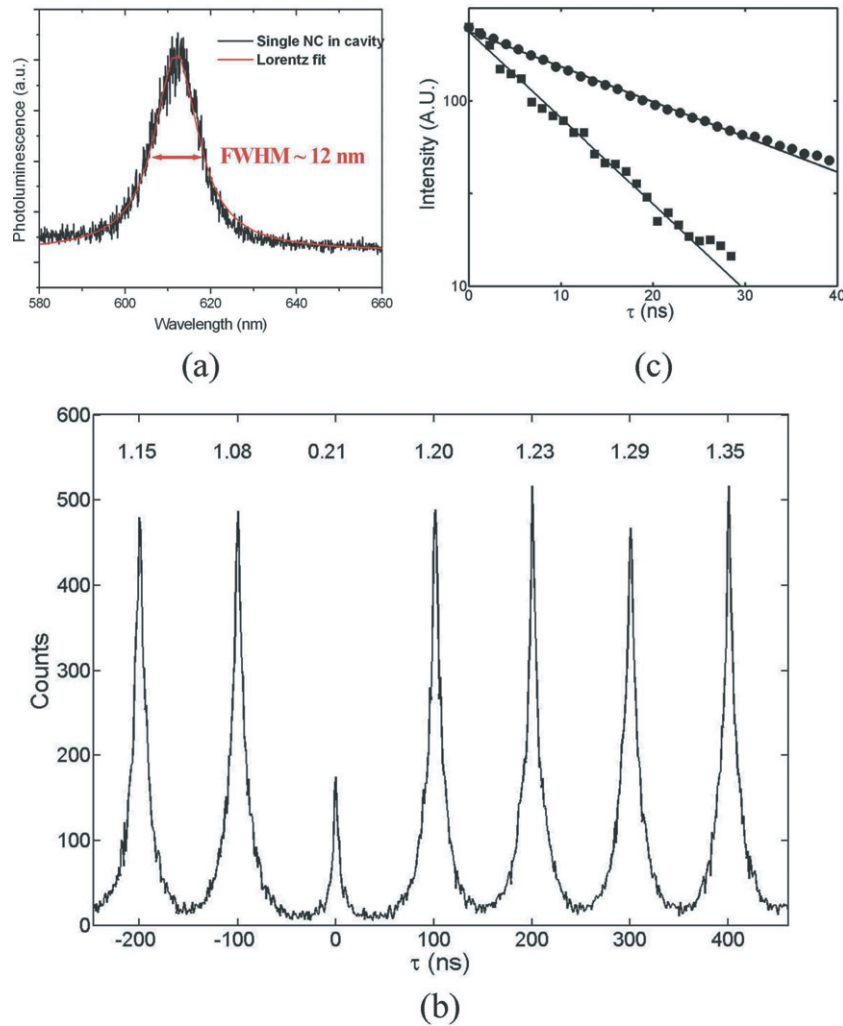 Photoluminescence (a.u.)
Single NC in cavity
Lorentz fit
FWHM ~ 12 nm
580 600 620 640 660
Wavelength (nm)
(a)
Intensity (A.U.)
100
10
0 10 20 30 40
τ (ns)
(c)
Counts
600
500
400
300
200
100
0
1.15 1.08 0.21 1.20 1.23 1.29 1.35
-200 -100 0 100 200 300 400
τ (ns)
(b)